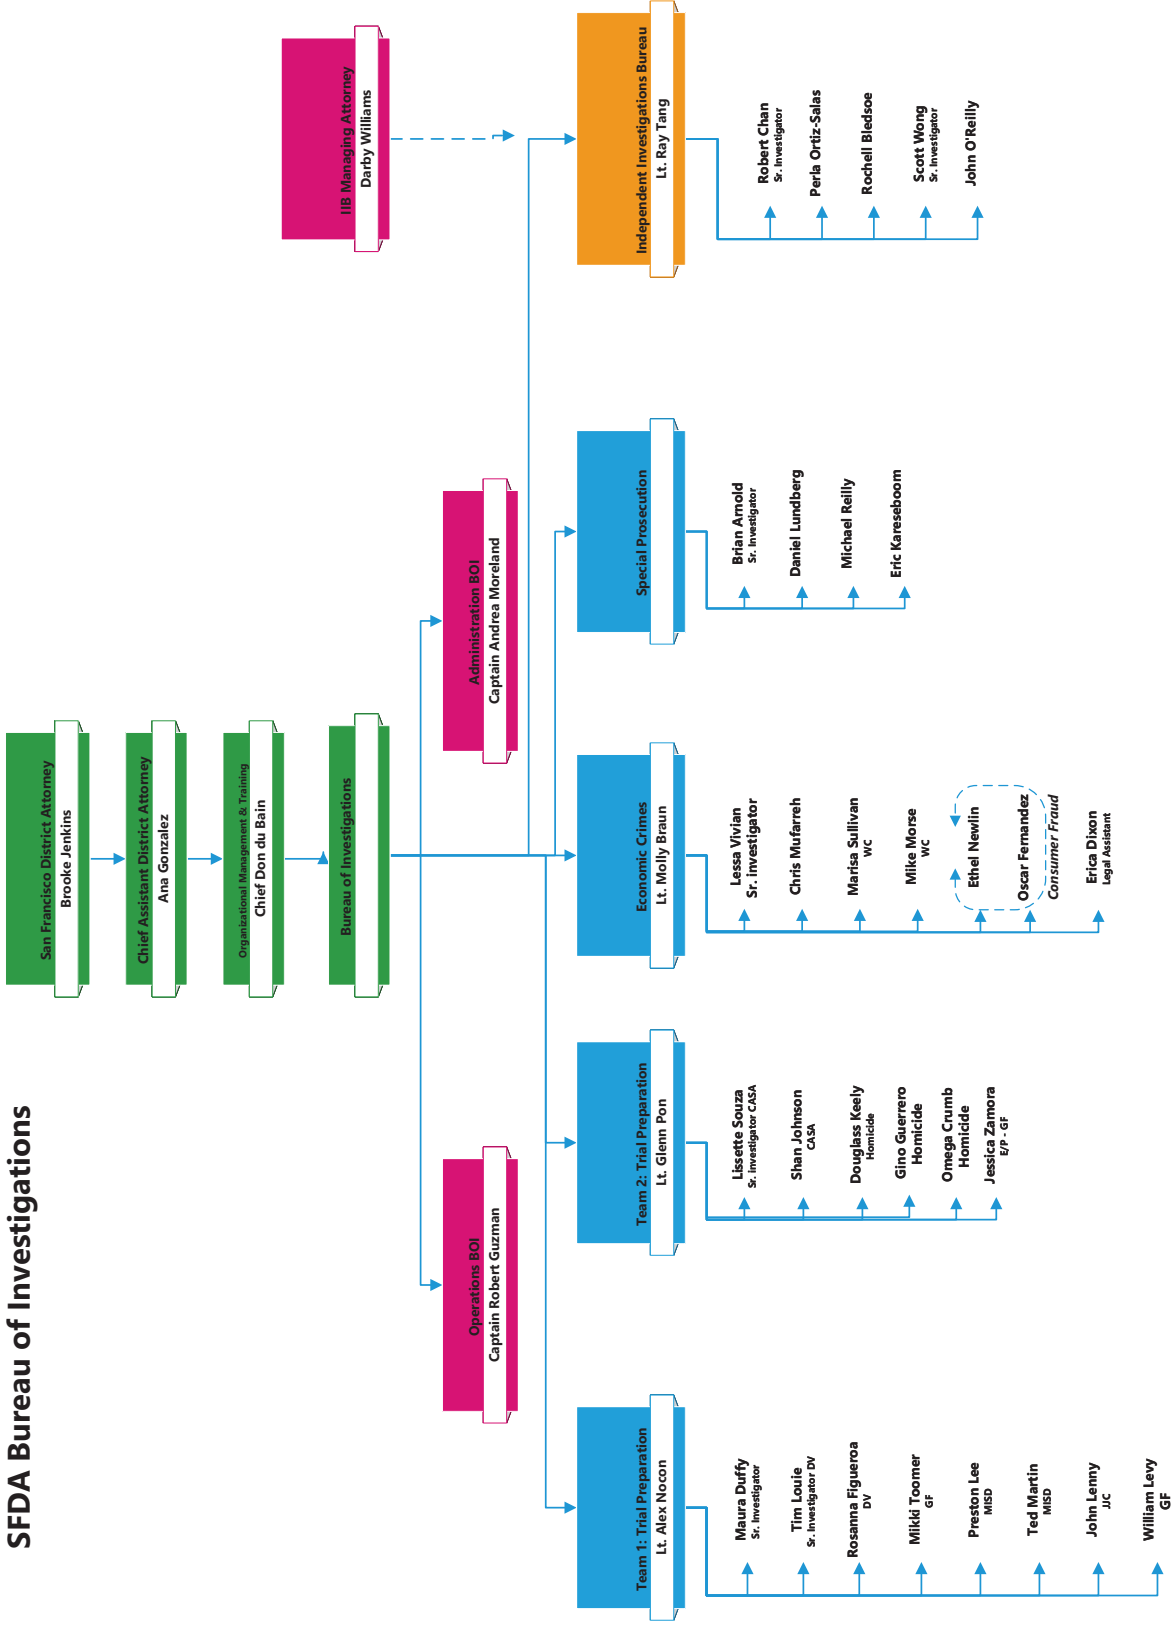 SFDA Bureau of Investigations
San Francisco District Attorney
Brooke Jenkins
Chief Assistant District Attorney
Ana Gonzalez
Organizational Management & Training
Chief Don du Bain
Bureau of Investigations
IIB Managing Attorney
Darby Williams
Operations BOI
Captain Robert Guzman
Administration BOI
Captain Andrea Moreland
Team 1: Trial Preparation
Lt. Alex Nocon
Maura Duffy
Sr. Investigator
Tim Louie
Sr. Investigator DV
Rosanna Figueroa
DV
Mikki Toomer
GF
Preston Lee
MISD
Ted Martin
MISD
John Lenny
JJC
William Levy
GF
Team 2: Trial Preparation
Lt. Glenn Pon
Lissette Souza
Sr. investigator CASA
Shan Johnson
CASA
Douglass Keely
Homicide
Gino Guerrero
Homicide
Omega Crumb
Homicide
Jessica Zamora
E/P - GF
Economic Crimes
Lt. Molly Braun
Lessa Vivian
Sr. investigator
Chris Mufarreh
Marisa Sullivan
WC
Mike Morse
WC
Ethel Newlin
Oscar Fernandez
Consumer Fraud
Erica Dixon
Legal Assistant
Special Prosecution
Brian Arnold
Sr. Investigator
Daniel Lundberg
Michael Reilly
Eric Kareseboom
Independent Investigations Bureau
Lt. Ray Tang
Robert Chan
Sr. Investigator
Perla Ortiz-Salas
Rochell Bledsoe
Scott Wong
Sr. Investigator
John O'Reilly